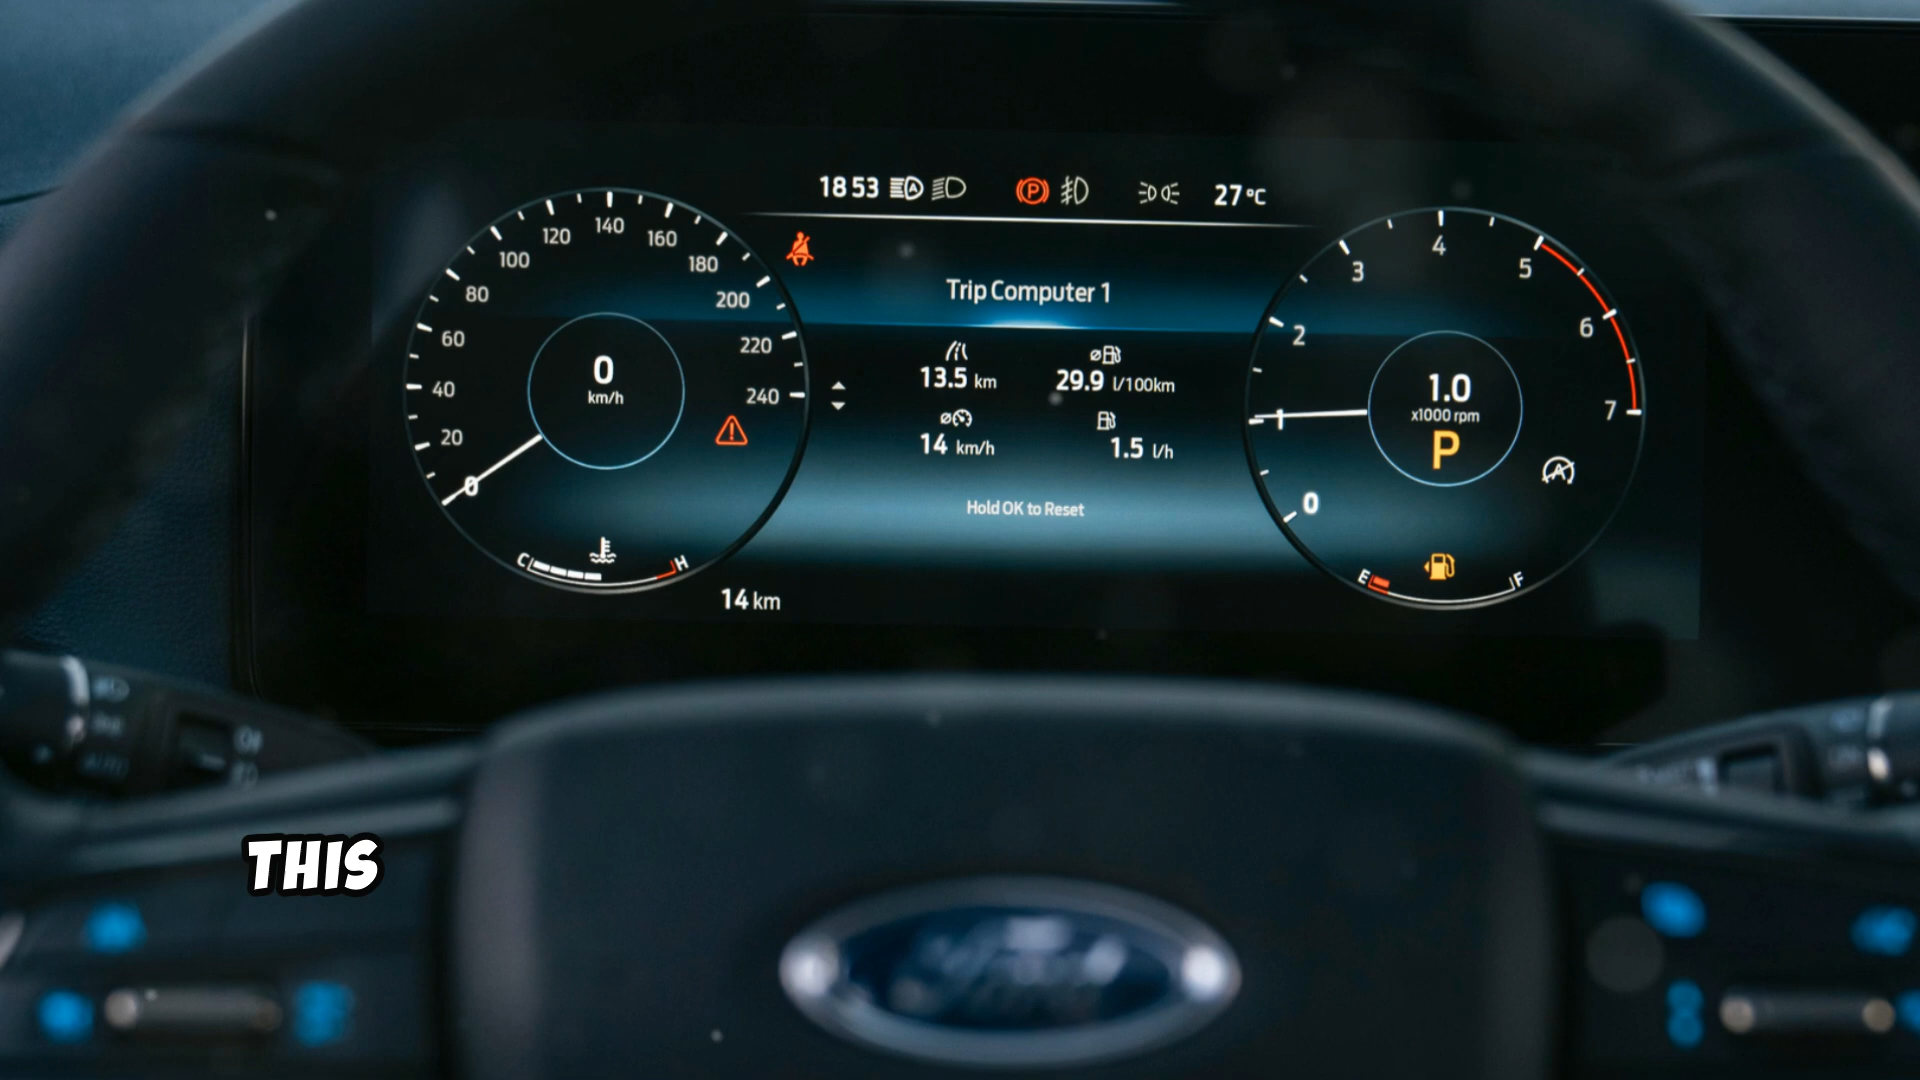 18 53 27°C
Trip Computer 1
13.5 km 29.9 l/100km
14 km/h 1.5 l/h
Hold OK to Reset
0 20 40 60 80 100 120 140 160 180 200 220 240
0
km/h
C H
14 km
0 1 2 3 4 5 6 7
1.0
x1000 rpm
P
E F
THIS